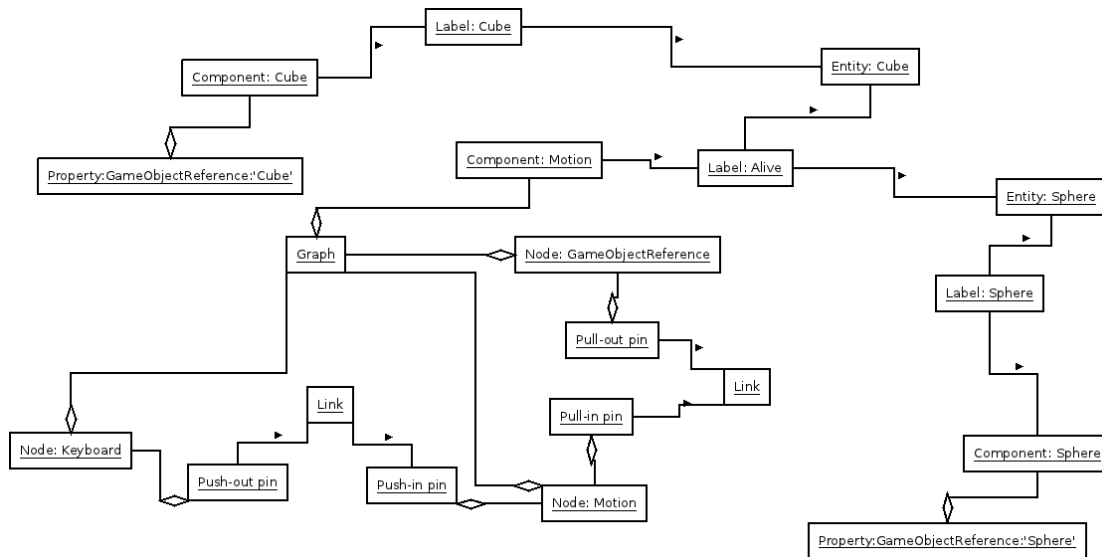 Label: Cube
Component: Cube
Entity: Cube
Property:GameObjectReference:'Cube'
Component: Motion
Label: Alive
Entity: Sphere
Graph
Node: GameObjectReference
Label: Sphere
Pull-out pin
Link
Link
Pull-in pin
Node: Keyboard
Component: Sphere
Push-out pin
Push-in pin
Node: Motion
Property:GameObjectReference:'Sphere'